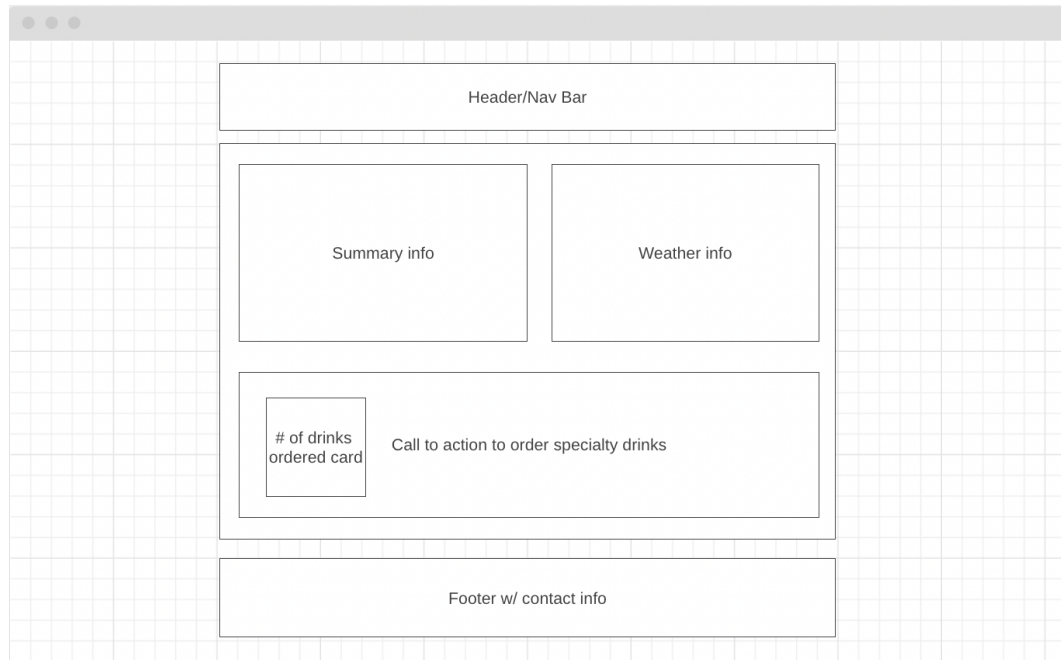 Header/Nav Bar
Summary info
Weather info
# of drinks
ordered card
Call to action to order specialty drinks
Footer w/ contact info